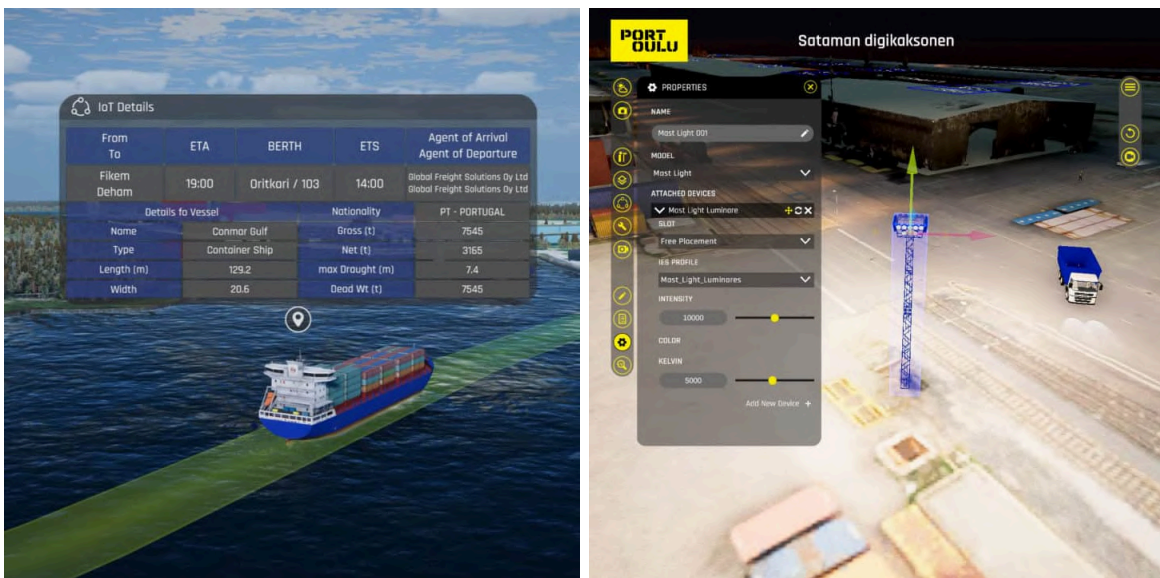 IoT Details
From
To
ETA
BERTH
ETS
Agent of Arrival
Agent of Departure
Fikem
Deham
19:00
Oritkari / 103
14:00
Global Freight Solutions Oy Ltd
Global Freight Solutions Oy Ltd
Details fo Vessel
Nationality
PT - PORTUGAL
Name
Conmar Gulf
Gross (t)
7545
Type
Container Ship
Net (t)
3165
Length (m)
129.2
max Draught (m)
7.4
Width
20.6
Dead Wt (t)
7545
PORT
OULU
Sataman digikaksonen
PROPERTIES
NAME
Mast Light 001
MODEL
Mast Light
ATTACHED DEVICES
Mast Light Luminare
SLOT
Free Placement
IES PROFILE
Mast_Light_Luminares
INTENSITY
10000
COLOR
KELVIN
5000
Add New Device +